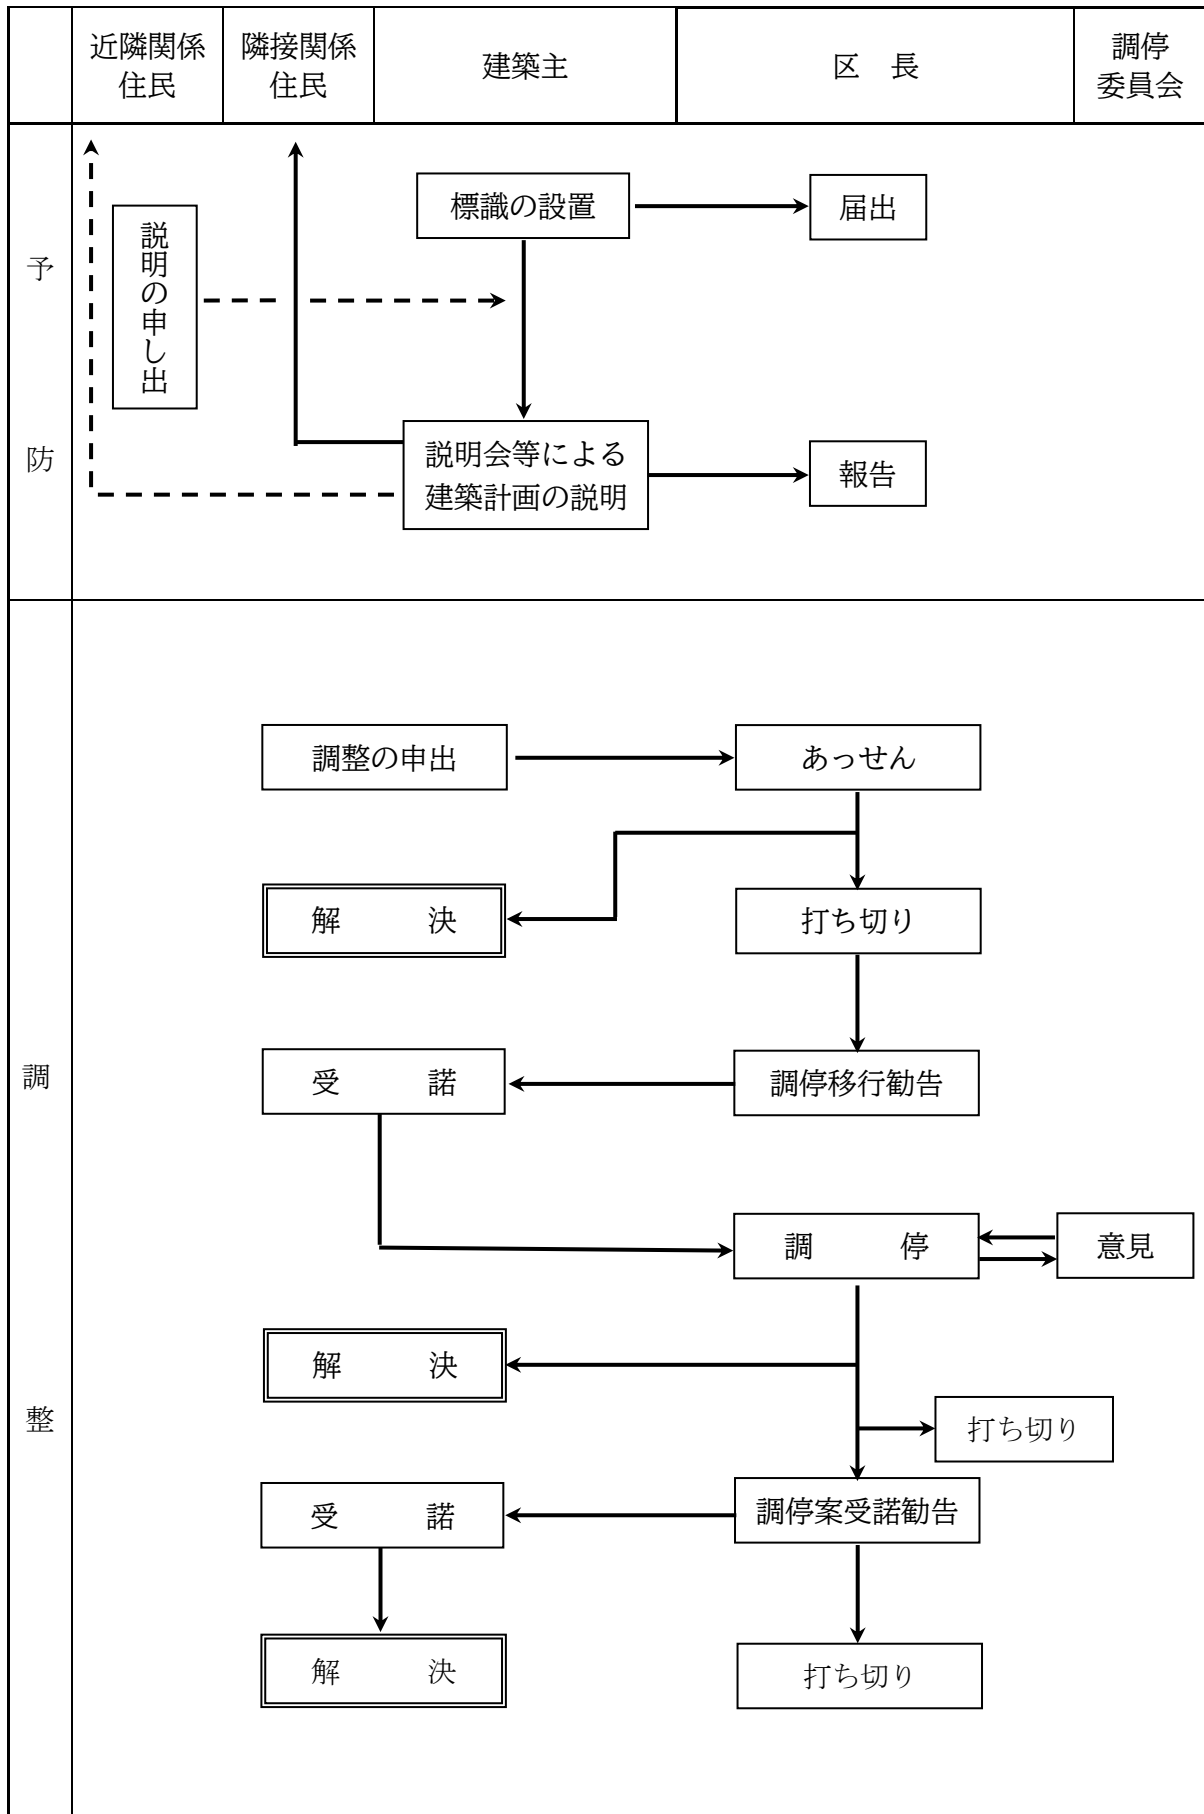 近隣関係
住民
隣接関係
住民
建築主
区　長
調停
委員会
予
防
標識の設置
届出
説明の申し出
説明会等による
建築計画の説明
報告
調
整
調整の申出
あっせん
解　　　決
打ち切り
受　　　諾
調停移行勧告
調　　　停
意見
解　　　決
打ち切り
受　　　諾
調停案受諾勧告
解　　　決
打ち切り